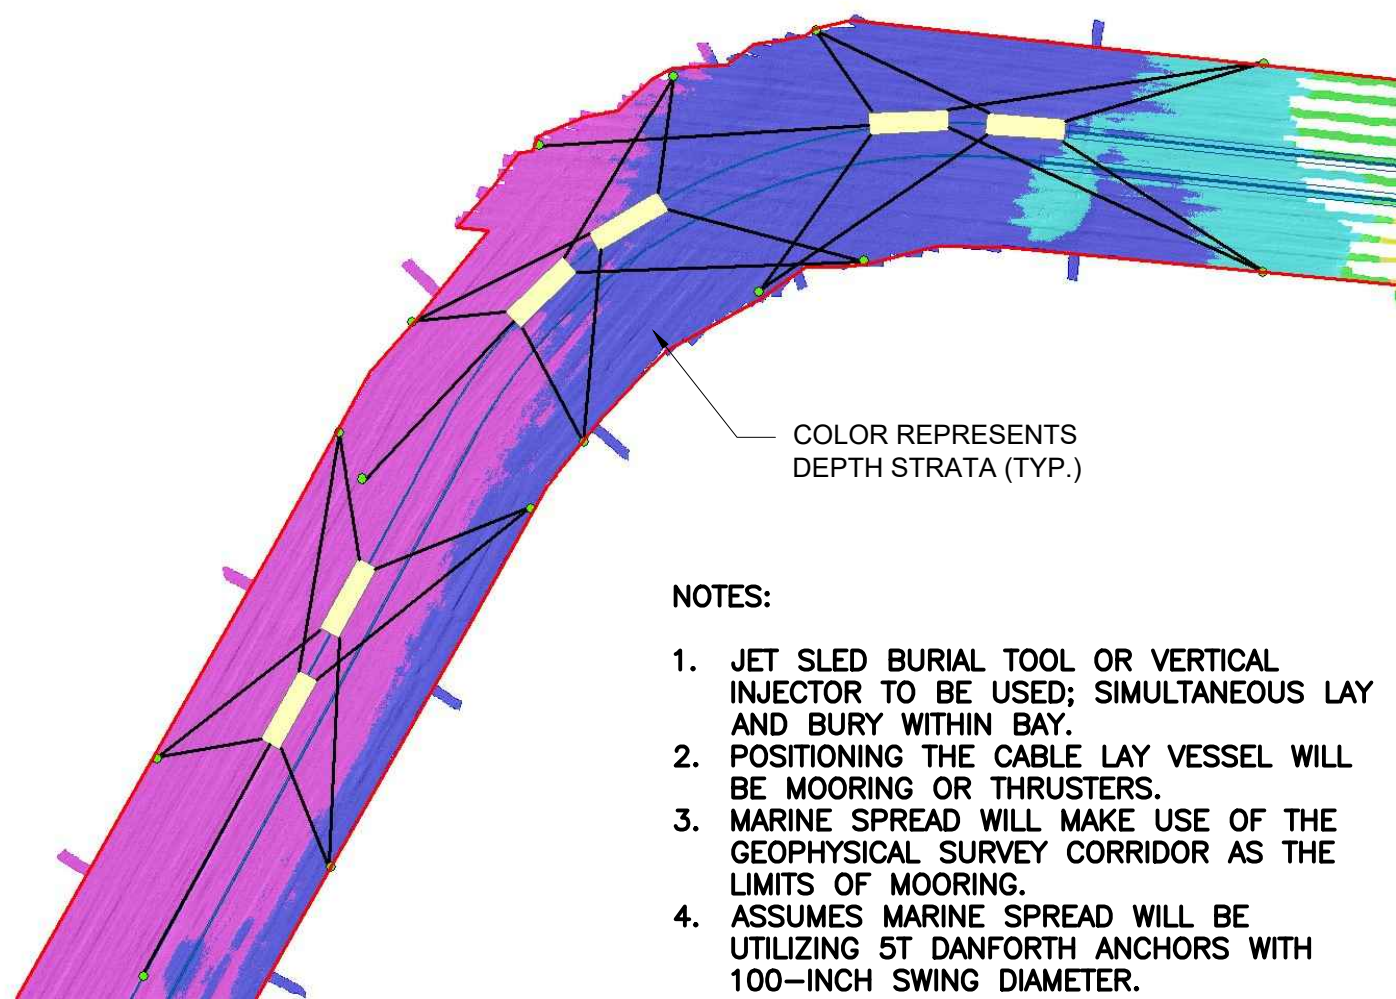 COLOR REPRESENTS
DEPTH STRATA (TYP.)
NOTES:
1. JET SLED BURIAL TOOL OR VERTICAL
INJECTOR TO BE USED; SIMULTANEOUS LAY
AND BURY WITHIN BAY.
2. POSITIONING THE CABLE LAY VESSEL WILL
BE MOORING OR THRUSTERS.
3. MARINE SPREAD WILL MAKE USE OF THE
GEOPHYSICAL SURVEY CORRIDOR AS THE
LIMITS OF MOORING.
4. ASSUMES MARINE SPREAD WILL BE
UTILIZING 5T DANFORTH ANCHORS WITH
100-INCH SWING DIAMETER.